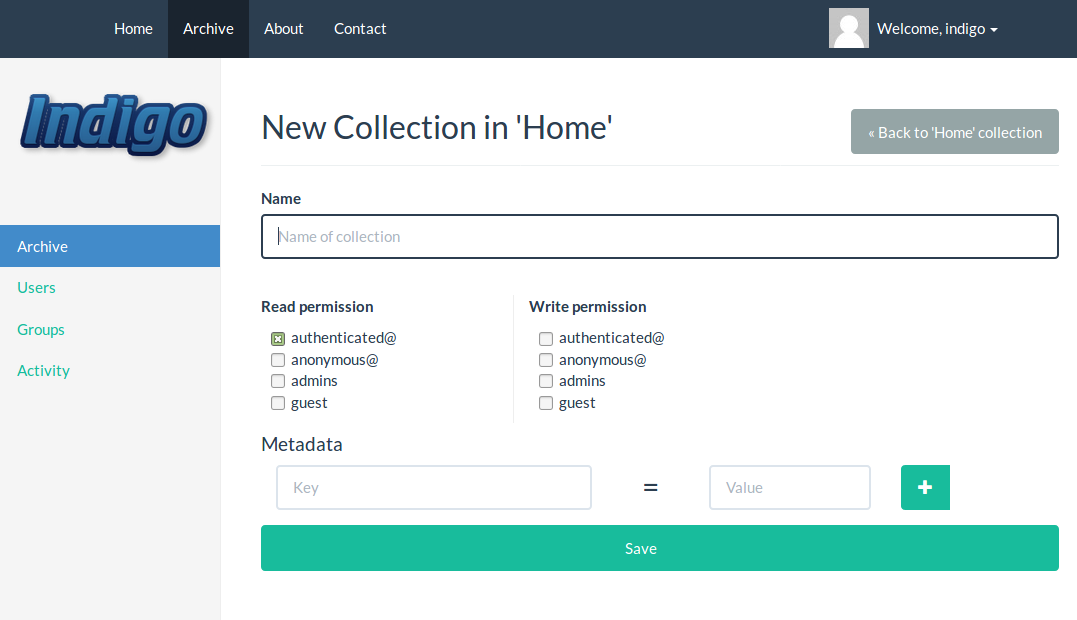 Home Archive About Contact Welcome, indigo
Indigo
New Collection in 'Home'
« Back to 'Home' collection
Archive
Users
Groups
Activity
Name
Name of collection
Read permission
authenticated@
anonymous@
admins
guest
Write permission
authenticated@
anonymous@
admins
guest
Metadata
Key = Value +
Save